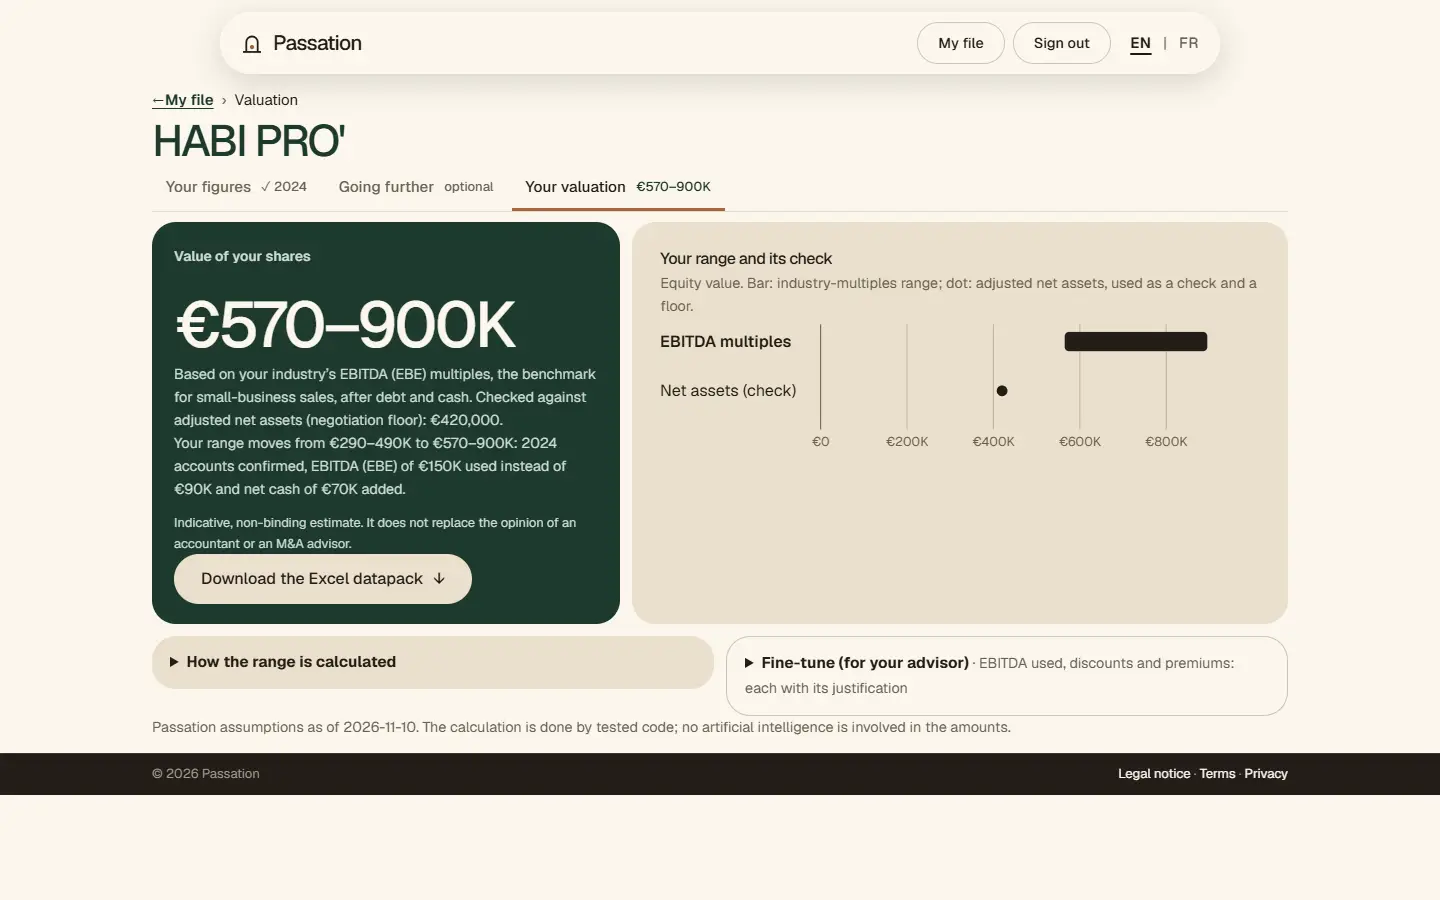 Passation
My file
Sign out
EN | FR
←My file › Valuation
HABI PRO'
Your figures ✓ 2024
Going further optional
Your valuation €570–900K
Value of your shares
€570–900K
Based on your industry’s EBITDA (EBE) multiples, the benchmark
for small-business sales, after debt and cash. Checked against
adjusted net assets (negotiation floor): €420,000.
Your range moves from €290–490K to €570–900K: 2024
accounts confirmed, EBITDA (EBE) of €150K used instead of
€90K and net cash of €70K added.
Indicative, non-binding estimate. It does not replace the opinion of an
accountant or an M&A advisor.
Download the Excel datapack ↓
Your range and its check
Equity value. Bar: industry-multiples range; dot: adjusted net assets, used as a check and a
floor.
EBITDA multiples
Net assets (check)
€0 €200K €400K €600K €800K
▶ How the range is calculated
▶ Fine-tune (for your advisor) · EBITDA used, discounts and premiums:
each with its justification
Passation assumptions as of 2026-11-10. The calculation is done by tested code; no artificial intelligence is involved in the amounts.
© 2026 Passation
Legal notice · Terms · Privacy